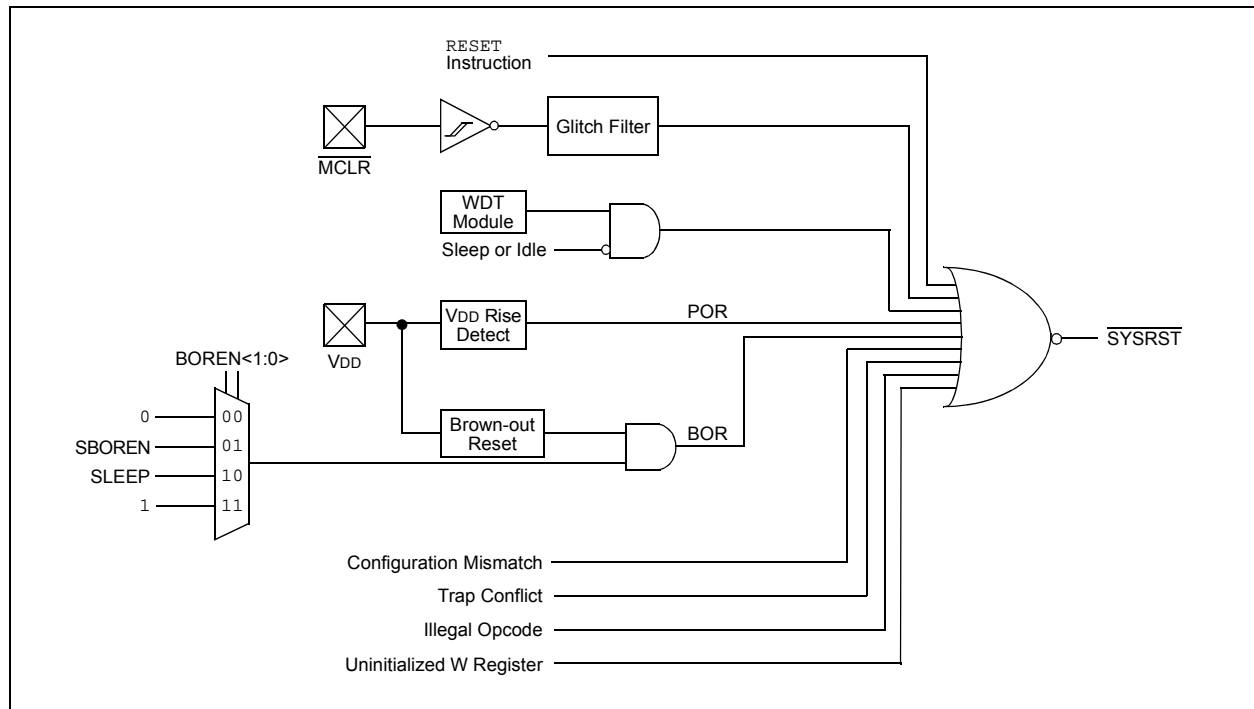 RESET
Instruction
Glitch Filter
MCLR
WDT
Module
Sleep or Idle
VDD Rise
Detect
POR
SYSRST
VDD
BOREN<1:0>
0
00
Brown-out
Reset
BOR
SBOREN
01
SLEEP
10
1
11
Configuration Mismatch
Trap Conflict
Illegal Opcode
Uninitialized W Register